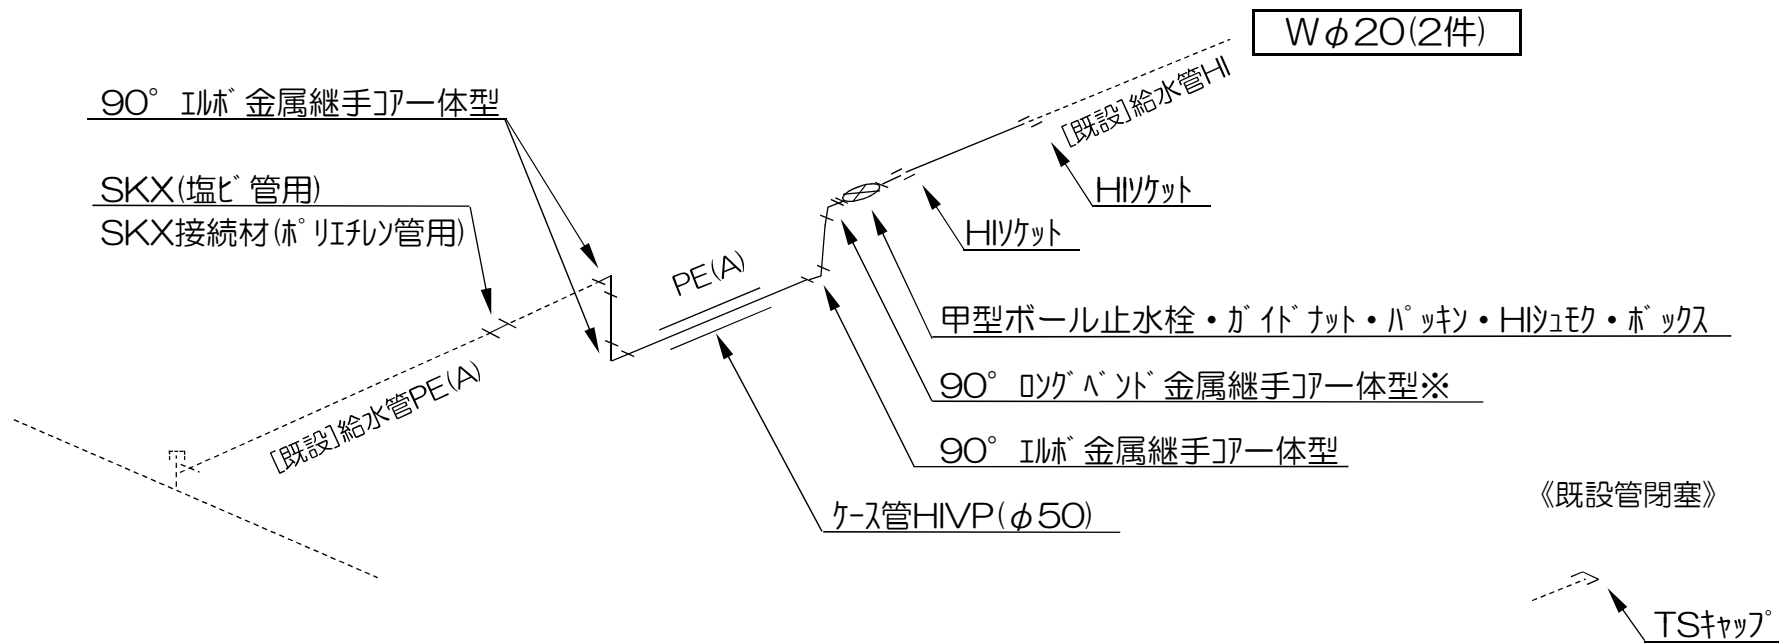 Wφ20(2件)
90°ｴﾙﾎﾞ金属継手ｺｱ一体型
[既設]給水管HI
SKX(塩ﾋﾞ管用)
SKX接続材(ﾎﾟﾘｴﾁﾚﾝ管用)
HIｿｹｯﾄ
HIｿｹｯﾄ
PE(A)
甲型ボール止水栓・ｶﾞｲﾄﾞﾅｯﾄ・ﾊﾟｯｷﾝ・HIｼｭﾓｸ・ﾎﾞｯｸｽ
90°ﾛﾝｸﾞﾍﾞﾝﾄﾞ金属継手ｺｱ一体型※
[既設]給水管PE(A)
90°ｴﾙﾎﾞ金属継手ｺｱ一体型
《既設管閉塞》
ｹｰｽ管HIVP(φ50)
TSｷｬｯﾌﾟ